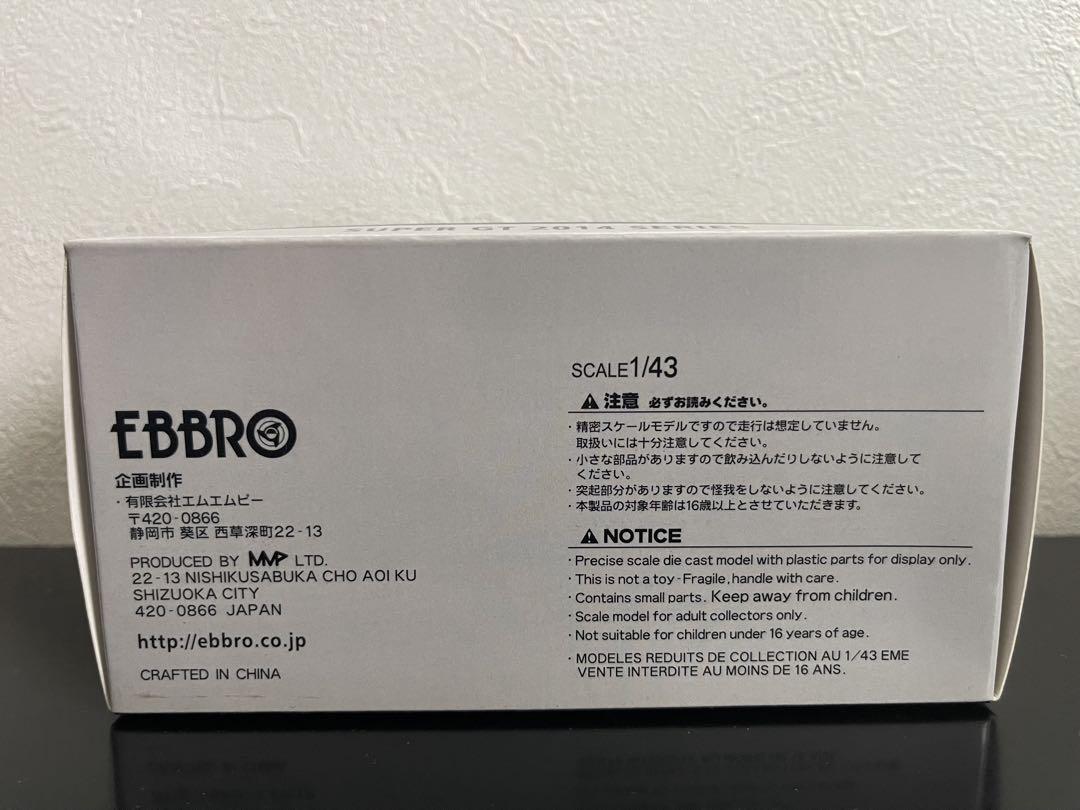 SUPER GT 2014 SERIES
EBBRO
企画制作
・有限会社エムエムピー
〒420-0866
静岡市 葵区 西草深町22-13
PRODUCED BY MMP LTD.
22-13 NISHIKUSABUKA CHO AOI KU
SHIZUOKA CITY
420-0866 JAPAN
http://ebbro.co.jp
CRAFTED IN CHINA
SCALE1/43
注意 必ずお読みください。
・精密スケールモデルですので走行は想定していません。
取扱いには十分注意してください。
・小さな部品がありますので飲み込んだりしないように注意して
ください。
・突起部分がありますので怪我をしないように注意してください。
・本製品の対象年齢は16歳以上とさせていただきます。
NOTICE
・Precise scale die cast model with plastic parts for display only.
・This is not a toy-Fragile, handle with care.
・Contains small parts. Keep away from children.
・Scale model for adult collectors only.
・Not suitable for children under 16 years of age.
・MODELES REDUITS DE COLLECTION AU 1/43 EME
VENTE INTERDITE AU MOINS DE 16 ANS.